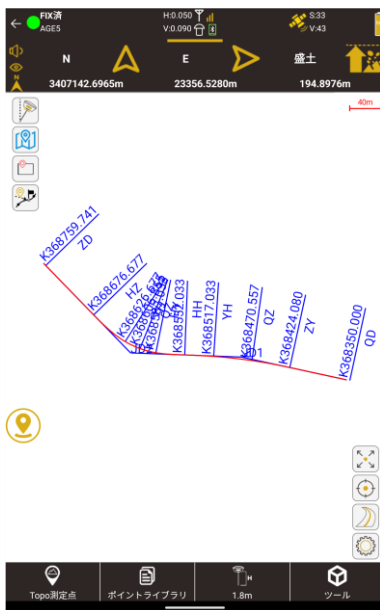 FIX済
AGE5
H:0.050
V:0.090
S:33
V:43
N
E
盛土
3407142.6965m
23356.5280m
194.8976m
40m
K368759.741
ZD
K368676.677
HZ
K368552.033
HH
K368517.033
YH
K368470.557
QZ
JD1
K368424.080
ZY
K368350.000
QD
Topo測定点
ポイントライブラリ
H
1.8m
ツール